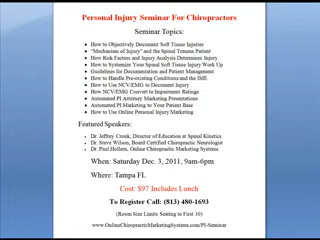 Personal Injury Seminar For Chiropractors
Seminar Topics:
• How to Objectively Document Soft Tissue Injuries
• "Mechanism of Injury" and the Spinal Trauma Patient
• How Risk Factors and Injury Analysis Determines Injury
• How to Systemize Your Spinal Soft Tissue Injury Work Up
• Guidelines for Documentation and Patient Management
• How to Handle Pre-existing Conditions and the IME
• How to Use NCV/EMG to Document Injury
• How NCV/EMG Convert to Impairment Ratings
• Automated PI Attorney Marketing Presentations
• Automated PI Marketing to Your Patient Base
• How to Use Online Personal Injury Marketing
Featured Speakers:
• Dr. Jeffrey Cronk, Director of Education at Spinal Kinetics
• Dr. Steve Wilson, Board Certified Chiropractic Neurologist
• Dr. Paul Hollern, Online Chiropractic Marketing Systems
When: Saturday Dec. 3, 2011, 9am-6pm
Where: Tampa FL
Cost: $97 Includes Lunch
To Register Call: (813) 480-1693
(Room Size Limits Seating to First 30)
www.OnlineChiropracticMarketingSystems.com/PI-Seminar